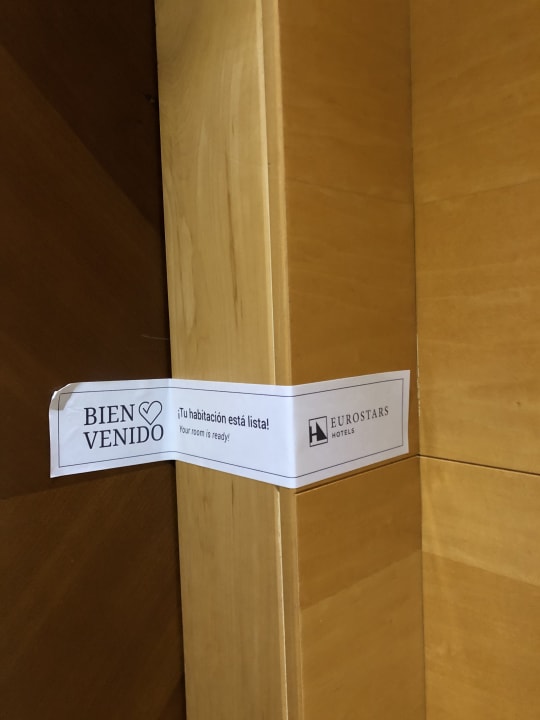 BIEN
VENIDO
¡Tu habitación está lista!
Your room is ready!
EUROSTARS
HOTELS